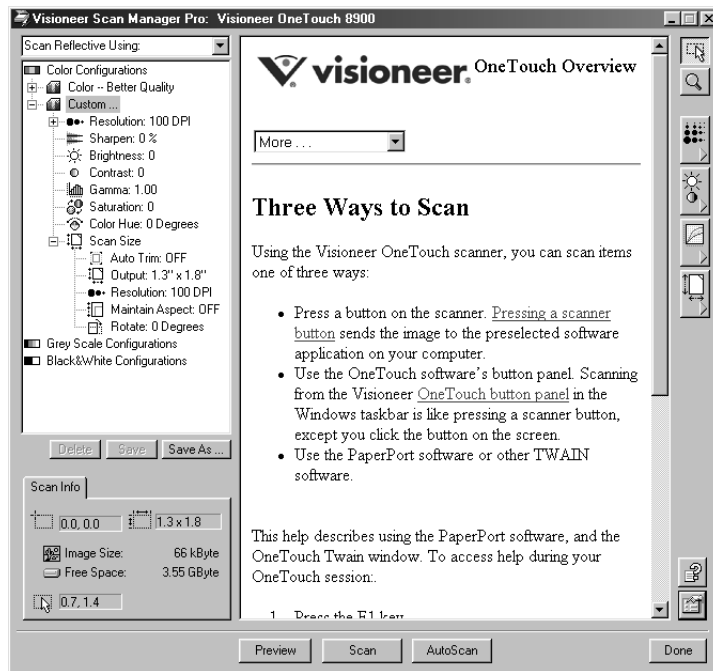 Visioneer Scan Manager Pro:  Visioneer OneTouch 8900
Scan Reflective Using:
Color Configurations
Color -- Better Quality
Custom ...
Resolution: 100 DPI
Sharpen: 0 %
Brightness: 0
Contrast: 0
Gamma: 1.00
Saturation: 0
Color Hue: 0 Degrees
Scan Size
Auto Trim: OFF
Output: 1.3" x 1.8"
Resolution: 100 DPI
Maintain Aspect: OFF
Rotate: 0 Degrees
Grey Scale Configurations
Black&White Configurations
Delete
Save
Save As ...
Scan Info
0.0, 0.0
1.3 x 1.8
Image Size: 66 kByte
Free Space: 3.55 GByte
0.7, 1.4
visioneer. OneTouch Overview
More . . .
Three Ways to Scan
Using the Visioneer OneTouch scanner, you can scan items
one of three ways:
• Press a button on the scanner. Pressing a scanner
button sends the image to the preselected software
application on your computer.
• Use the OneTouch software's button panel. Scanning
from the Visioneer OneTouch button panel in the
Windows taskbar is like pressing a scanner button,
except you click the button on the screen.
• Use the PaperPort software or other TWAIN
software.
This help describes using the PaperPort software, and the
OneTouch Twain window. To access help during your
OneTouch session:.
1. Press the F1 key
Preview
Scan
AutoScan
Done